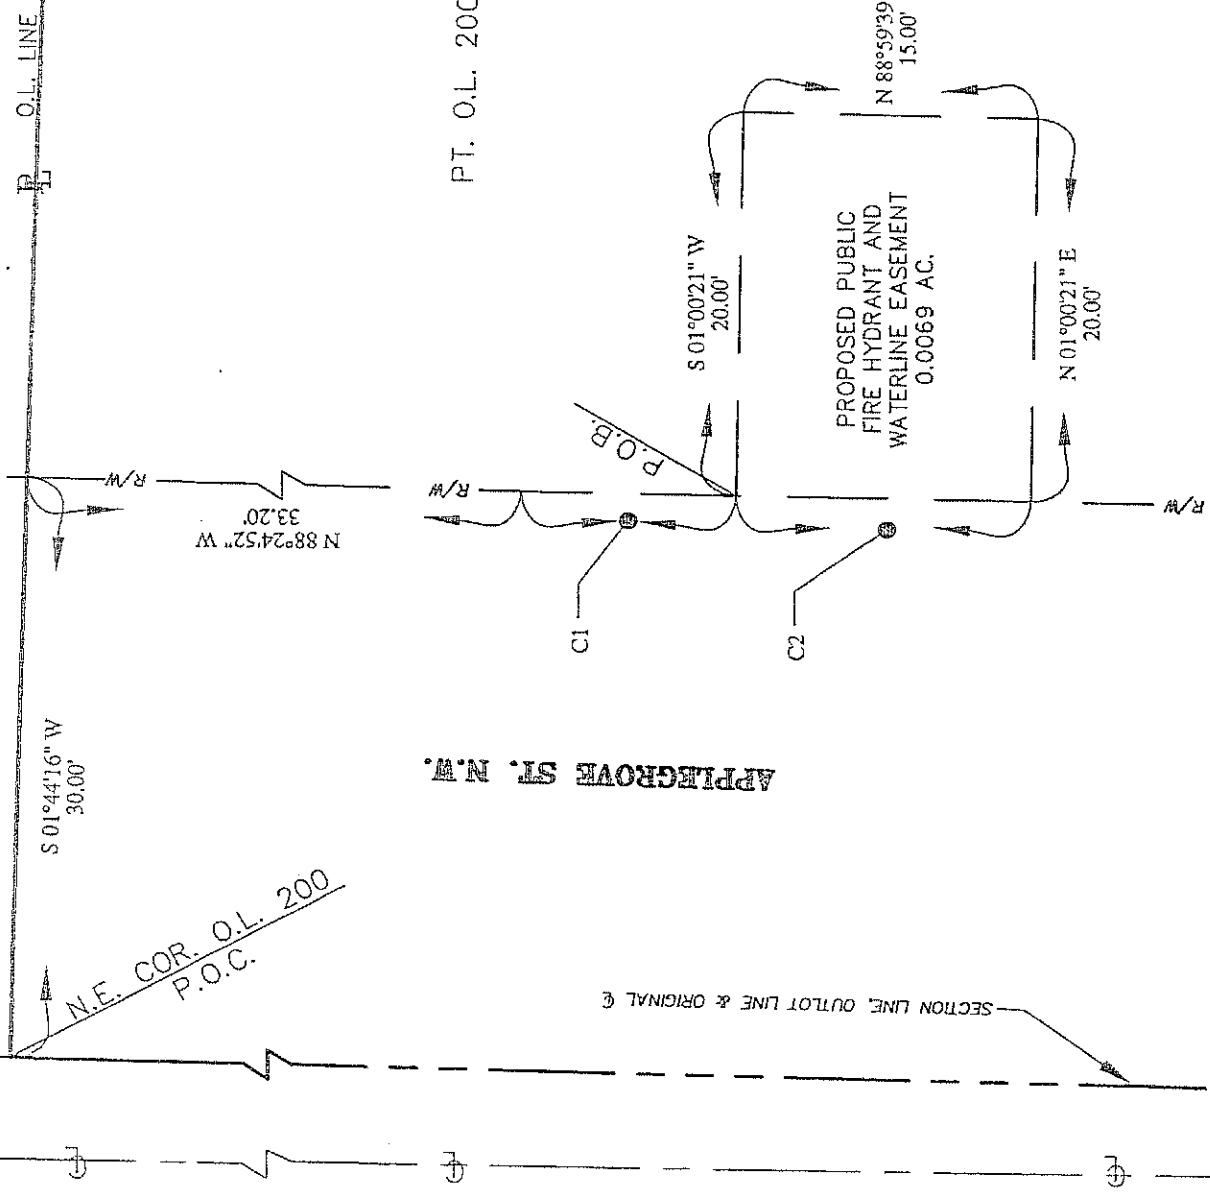 O.L. LINE
PL
PT. O.L. 200
N 88°59'39
15.00'
S 01°00'21" W
20.00'
PROPOSED PUBLIC
FIRE HYDRANT AND
WATERLINE EASEMENT
0.0069 AC.
N 01°00'21" E
20.00'
P.O.B.
R/W
R/W
R/W
N 88°24'52" W
33.20'
C1
C2
S 01°44'16" W
30.00'
APPLEGROVE ST. N.W.
N.E. COR. O.L. 200
P.O.C.
SECTION LINE, OUTLOT LINE & ORIGINAL ℄
℄
℄
℄